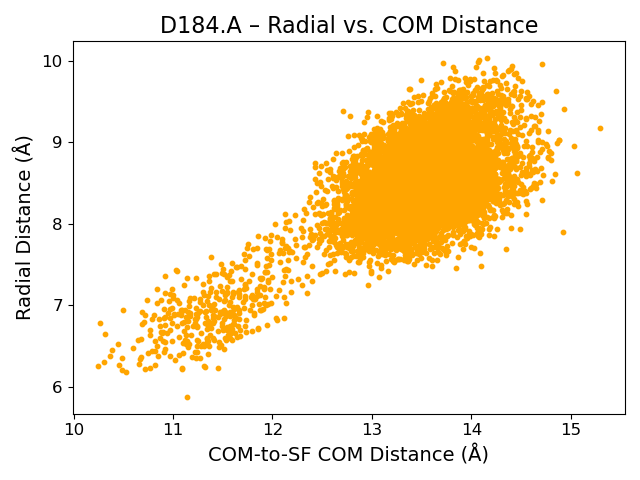 D184.A – Radial vs. COM Distance
Radial Distance (Å)
10
9
8
7
6
10 11 12 13 14 15
COM-to-SF COM Distance (Å)